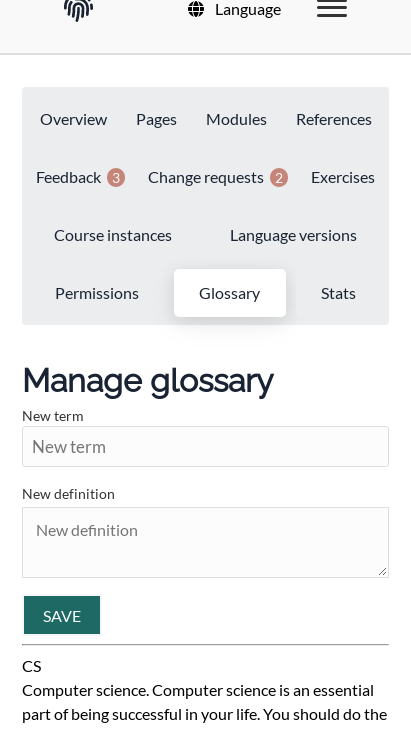 Language
Overview Pages Modules References
Feedback 3 Change requests 2 Exercises
Course instances Language versions
Permissions Glossary Stats
Manage glossary
New term
New term
New definition
New definition
SAVE
CS
Computer science. Computer science is an essential
part of being successful in your life. You should do the